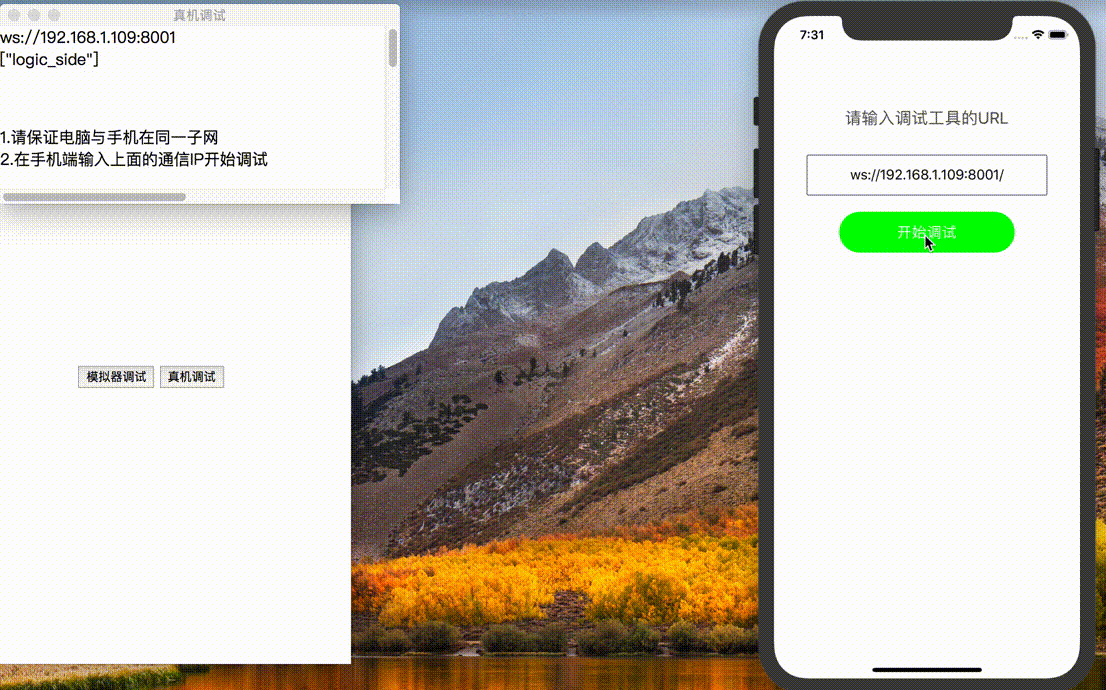 真机调试
ws://192.168.1.109:8001
["logic_side"]
1.请保证电脑与手机在同一子网
2.在手机端输入上面的通信IP开始调试
模拟器调试
真机调试
7:31
请输入调试工具的URL
ws://192.168.1.109:8001/
开始调试